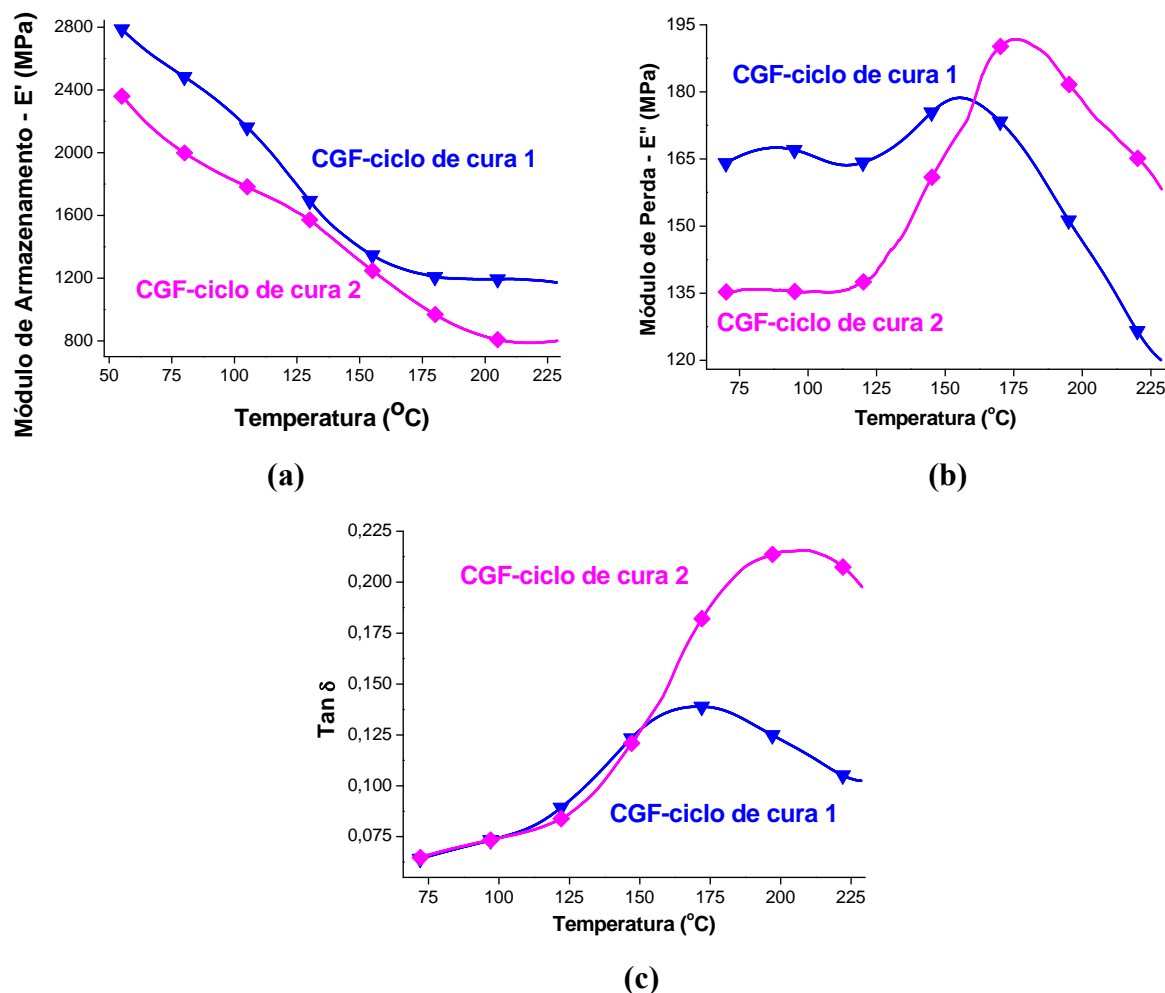 Módulo de Armazenamento - E' (MPa)
2800
2400
2000
1600
1200
800
CGF-ciclo de cura 1
CGF-ciclo de cura 2
50 75 100 125 150 175 200 225
Temperatura (ºC)
(a)
Módulo de Perda - E" (MPa)
195
180
165
150
135
120
CGF-ciclo de cura 1
CGF-ciclo de cura 2
75 100 125 150 175 200 225
Temperatura (ºC)
(b)
Tan δ
0,225
0,200
0,175
0,150
0,125
0,100
0,075
CGF-ciclo de cura 2
CGF-ciclo de cura 1
75 100 125 150 175 200 225
Temperatura (ºC)
(c)